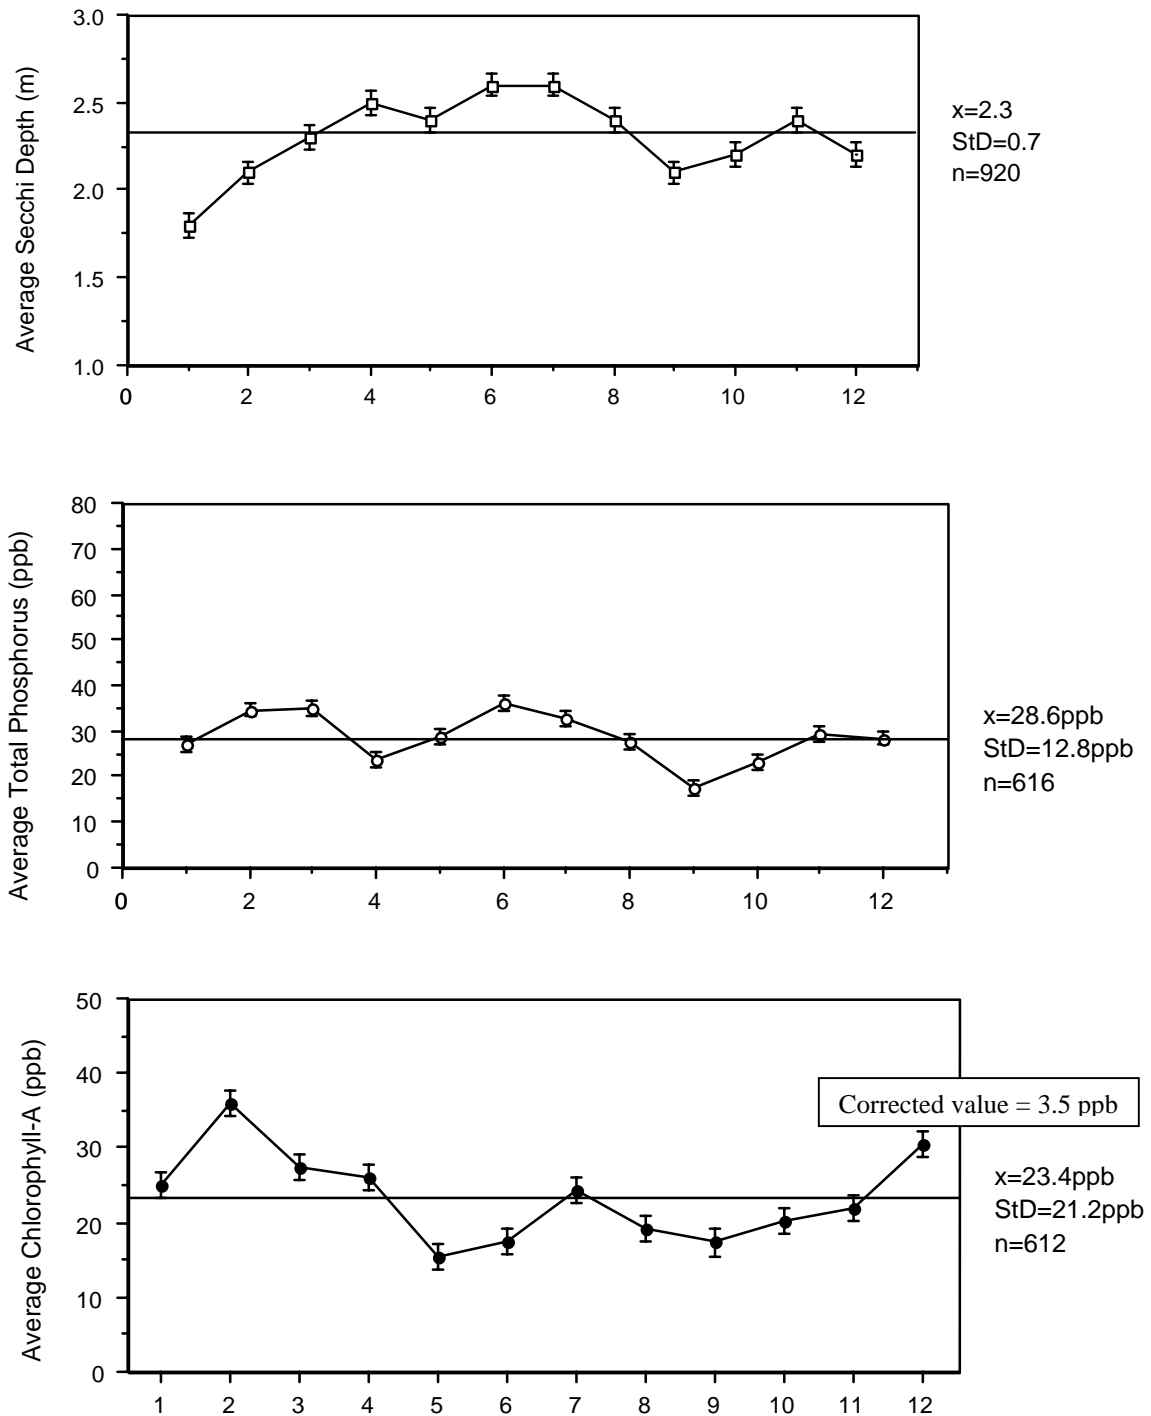 Average Secchi Depth (m)
3.0
2.5
2.0
1.5
1.0
0 2 4 6 8 10 12
x=2.3
StD=0.7
n=920
Average Total Phosphorus (ppb)
80
70
60
50
40
30
20
10
0
0 2 4 6 8 10 12
x=28.6ppb
StD=12.8ppb
n=616
Average Chlorophyll-A (ppb)
50
40
30
20
10
0
1 2 3 4 5 6 7 8 9 10 11 12
Corrected value = 3.5 ppb
x=23.4ppb
StD=21.2ppb
n=612